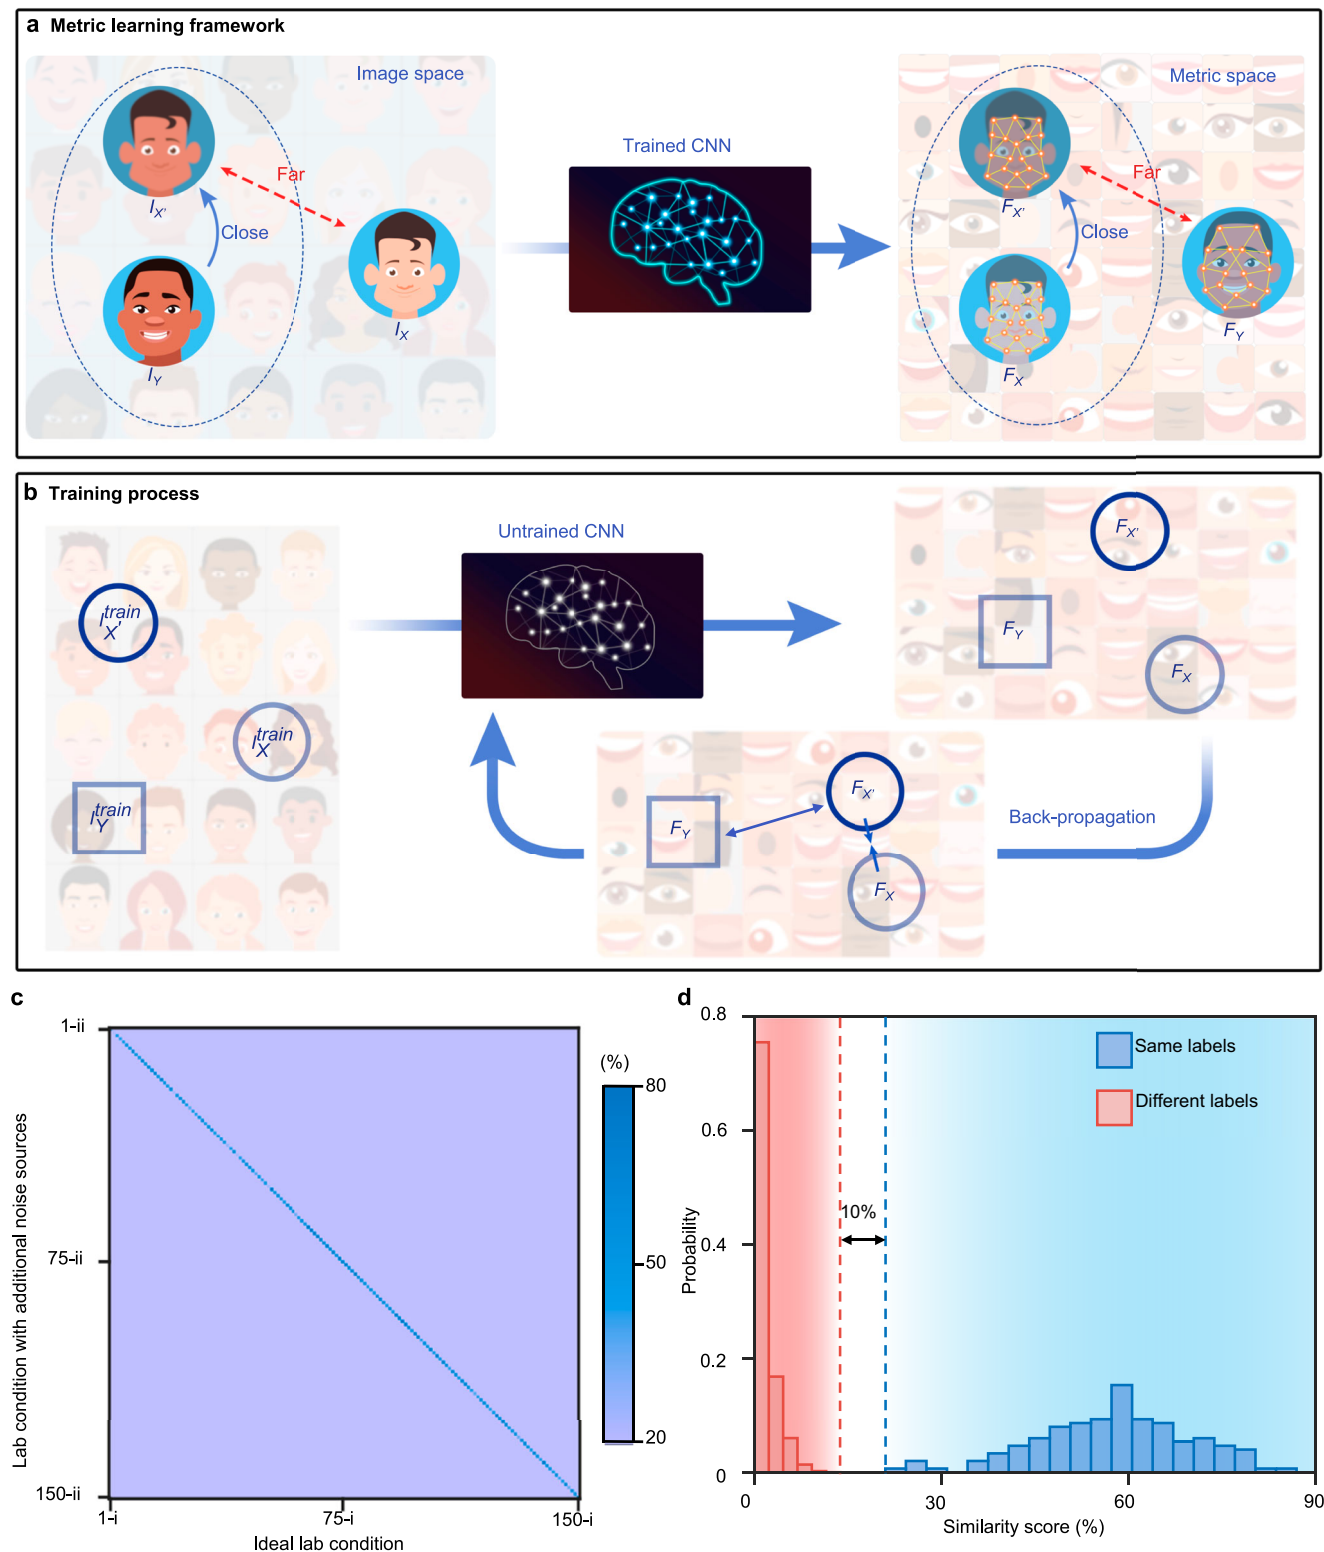 a Metric learning framework
Image space
Metric space
Trained CNN
Far
Far
I_X'
F_X'
Close
Close
I_X
F_Y
I_Y
F_X
b Training process
Untrained CNN
F_X'
I_X'^train
F_Y
F_X
I_X^train
F_X'
I_Y^train
F_Y
Back-propagation
F_X
c
d
1-ii
75-ii
150-ii
Lab condition with additional noise sources
1-i
75-i
150-i
Ideal lab condition
(%)
80
50
20
0.8
0.6
0.4
0.2
0
Probability
Same labels
Different labels
10%
0
30
60
90
Similarity score (%)